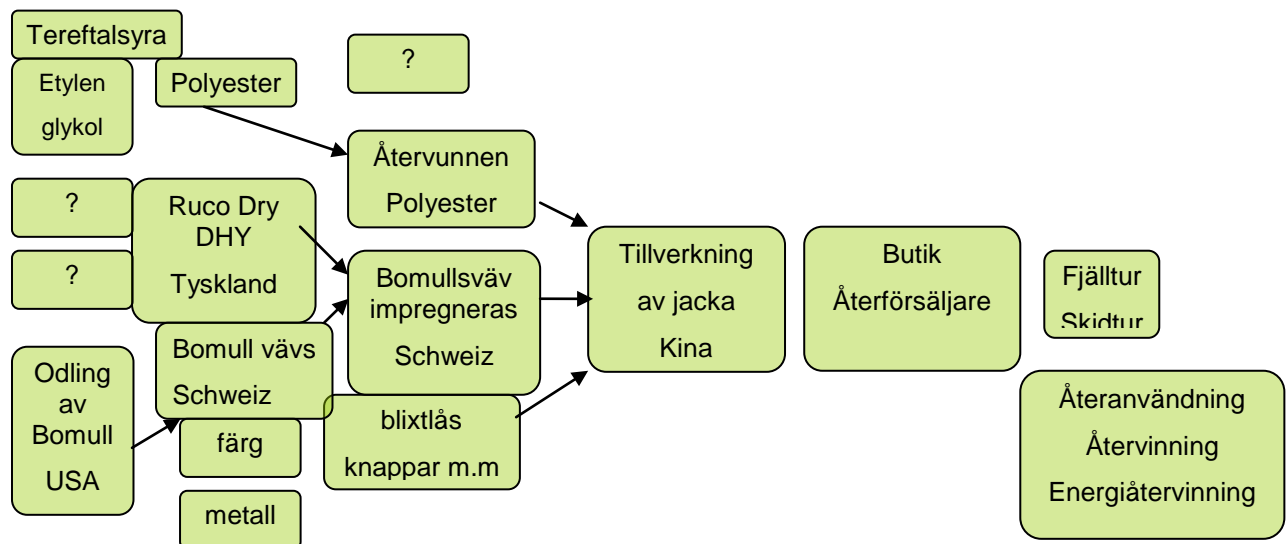 Tereftalsyra
Etylen
glykol
Polyester
?
Återvunnen
Polyester
?
?
Ruco Dry
DHY
Tyskland
Bomullsväv
impregneras
Schweiz
Tillverkning
av jacka
Kina
Butik
Återförsäljare
Fjälltur
Skidtur
Odling
av
Bomull
USA
Bomull vävs
Schweiz
färg
metall
blixtlås
knappar m.m
Återanvändning
Återvinning
Energiåtervinning